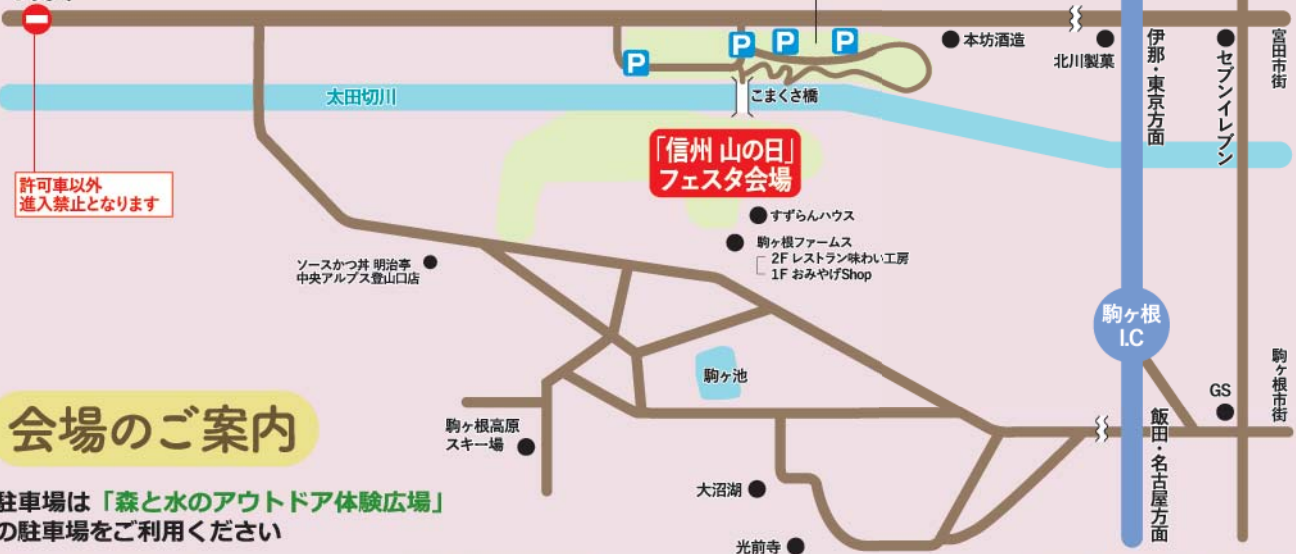 P
P
P
P
本坊酒造
北川製菓
伊那・東京方面
セブンイレブン
宮田市街
太田切川
こまくさ橋
「信州 山の日」
フェスタ会場
許可車以外
進入禁止となります
すずらんハウス
駒ヶ根ファームス
2F レストラン味わい工房
1F おみやげShop
ソースかつ丼 明治亭
中央アルプス登山口店
駒ヶ根
I.C
駒ヶ池
GS
駒ヶ根市街
飯田・名古屋方面
会場のご案内
駒ヶ根高原
スキー場
大沼湖
光前寺
駐車場は「森と水のアウトドア体験広場」
の駐車場をご利用ください